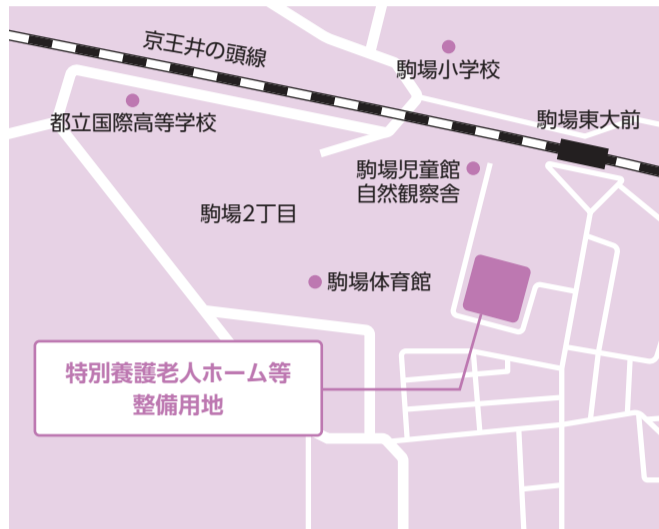 京王井の頭線
駒場小学校
都立国際高等学校
駒場東大前
駒場児童館
自然観察舎
駒場2丁目
駒場体育館
特別養護老人ホーム等
整備用地